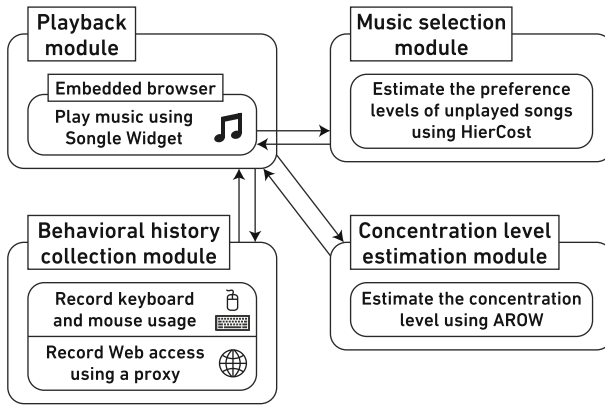 Playback
module
Embedded browser
Play music using
Songle Widget
Music selection
module
Estimate the preference
levels of unplayed songs
using HierCost
Behavioral history
collection module
Record keyboard
and mouse usage
Record Web access
using a proxy
Concentration level
estimation module
Estimate the concentration
level using AROW